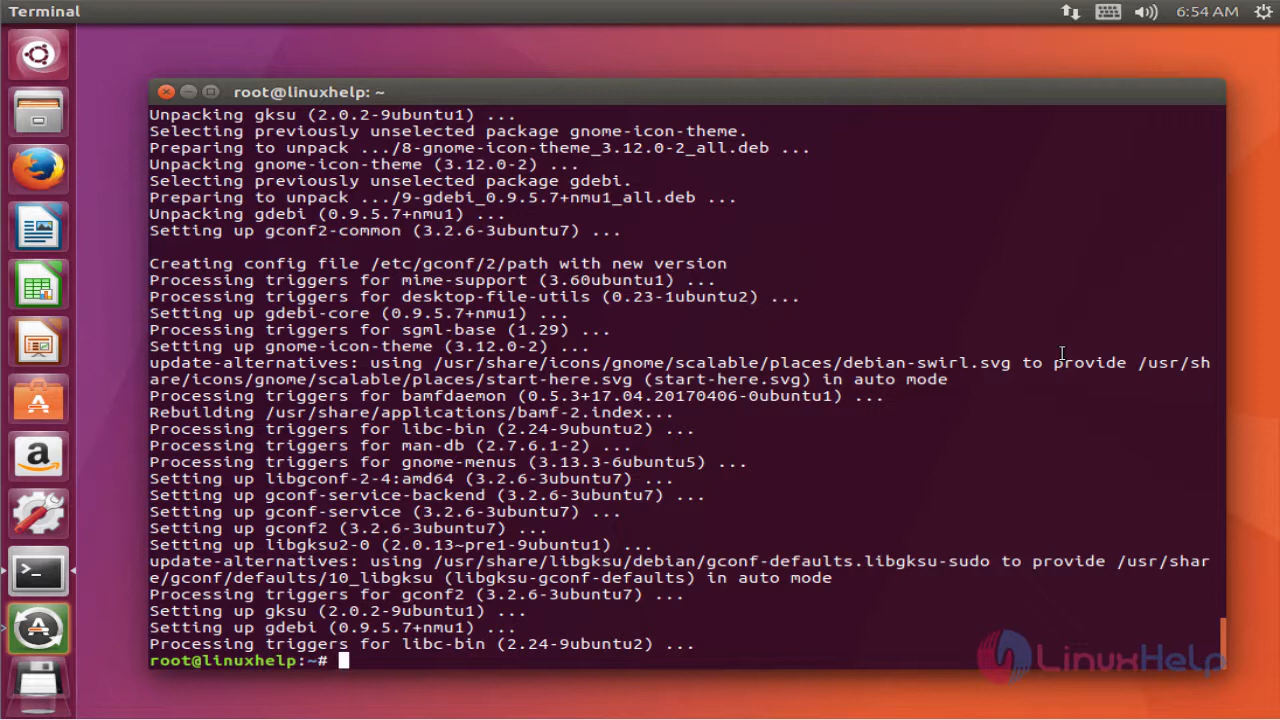 Terminal
6:54 AM
root@linuxhelp: ~
Unpacking gksu (2.0.2-9ubuntu1) ...
Selecting previously unselected package gnome-icon-theme.
Preparing to unpack .../8-gnome-icon-theme_3.12.0-2_all.deb ...
Unpacking gnome-icon-theme (3.12.0-2) ...
Selecting previously unselected package gdebi.
Preparing to unpack .../9-gdebi_0.9.5.7+nmu1_all.deb ...
Unpacking gdebi (0.9.5.7+nmu1) ...
Setting up gconf2-common (3.2.6-3ubuntu7) ...
Creating config file /etc/gconf/2/path with new version
Processing triggers for mime-support (3.60ubuntu1) ...
Processing triggers for desktop-file-utils (0.23-1ubuntu2) ...
Setting up gdebi-core (0.9.5.7+nmu1) ...
Processing triggers for sgml-base (1.29) ...
Setting up gnome-icon-theme (3.12.0-2) ...
update-alternatives: using /usr/share/icons/gnome/scalable/places/debian-swirl.svg to provide /usr/sh
are/icons/gnome/scalable/places/start-here.svg (start-here.svg) in auto mode
Processing triggers for bamfdaemon (0.5.3+17.04.20170406-0ubuntu1) ...
Rebuilding /usr/share/applications/bamf-2.index...
Processing triggers for libc-bin (2.24-9ubuntu2) ...
Processing triggers for man-db (2.7.6.1-2) ...
Processing triggers for gnome-menus (3.13.3-6ubuntu5) ...
Setting up libgconf-2-4:amd64 (3.2.6-3ubuntu7) ...
Setting up gconf-service-backend (3.2.6-3ubuntu7) ...
Setting up gconf-service (3.2.6-3ubuntu7) ...
Setting up gconf2 (3.2.6-3ubuntu7) ...
Setting up libgksu2-0 (2.0.13~pre1-9ubuntu1) ...
update-alternatives: using /usr/share/libgksu/debian/gconf-defaults.libgksu-sudo to provide /usr/shar
e/gconf/defaults/10_libgksu (libgksu-gconf-defaults) in auto mode
Processing triggers for gconf2 (3.2.6-3ubuntu7) ...
Setting up gksu (2.0.2-9ubuntu1) ...
Setting up gdebi (0.9.5.7+nmu1) ...
Processing triggers for libc-bin (2.24-9ubuntu2) ...
root@linuxhelp:~#
LinuxHelp